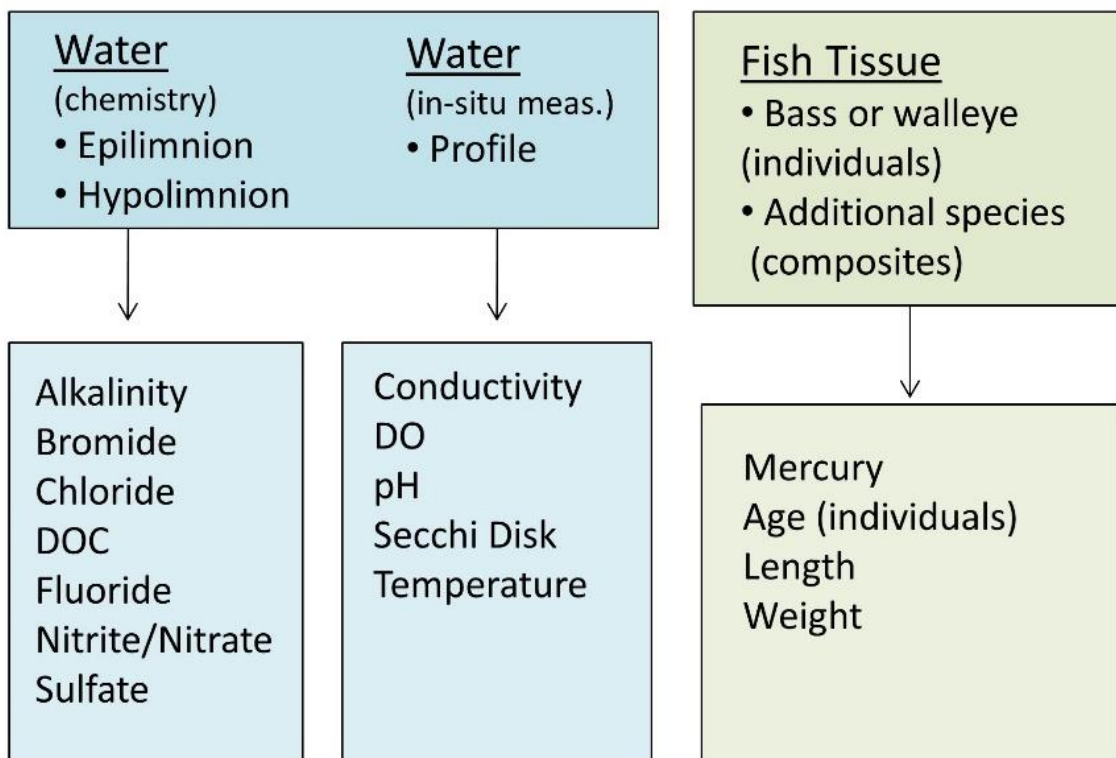 Water
(chemistry)
• Epilimnion
• Hypolimnion
Water
(in-situ meas.)
• Profile
Fish Tissue
• Bass or walleye
(individuals)
• Additional species
(composites)
Alkalinity
Bromide
Chloride
DOC
Fluoride
Nitrite/Nitrate
Sulfate
Conductivity
DO
pH
Secchi Disk
Temperature
Mercury
Age (individuals)
Length
Weight